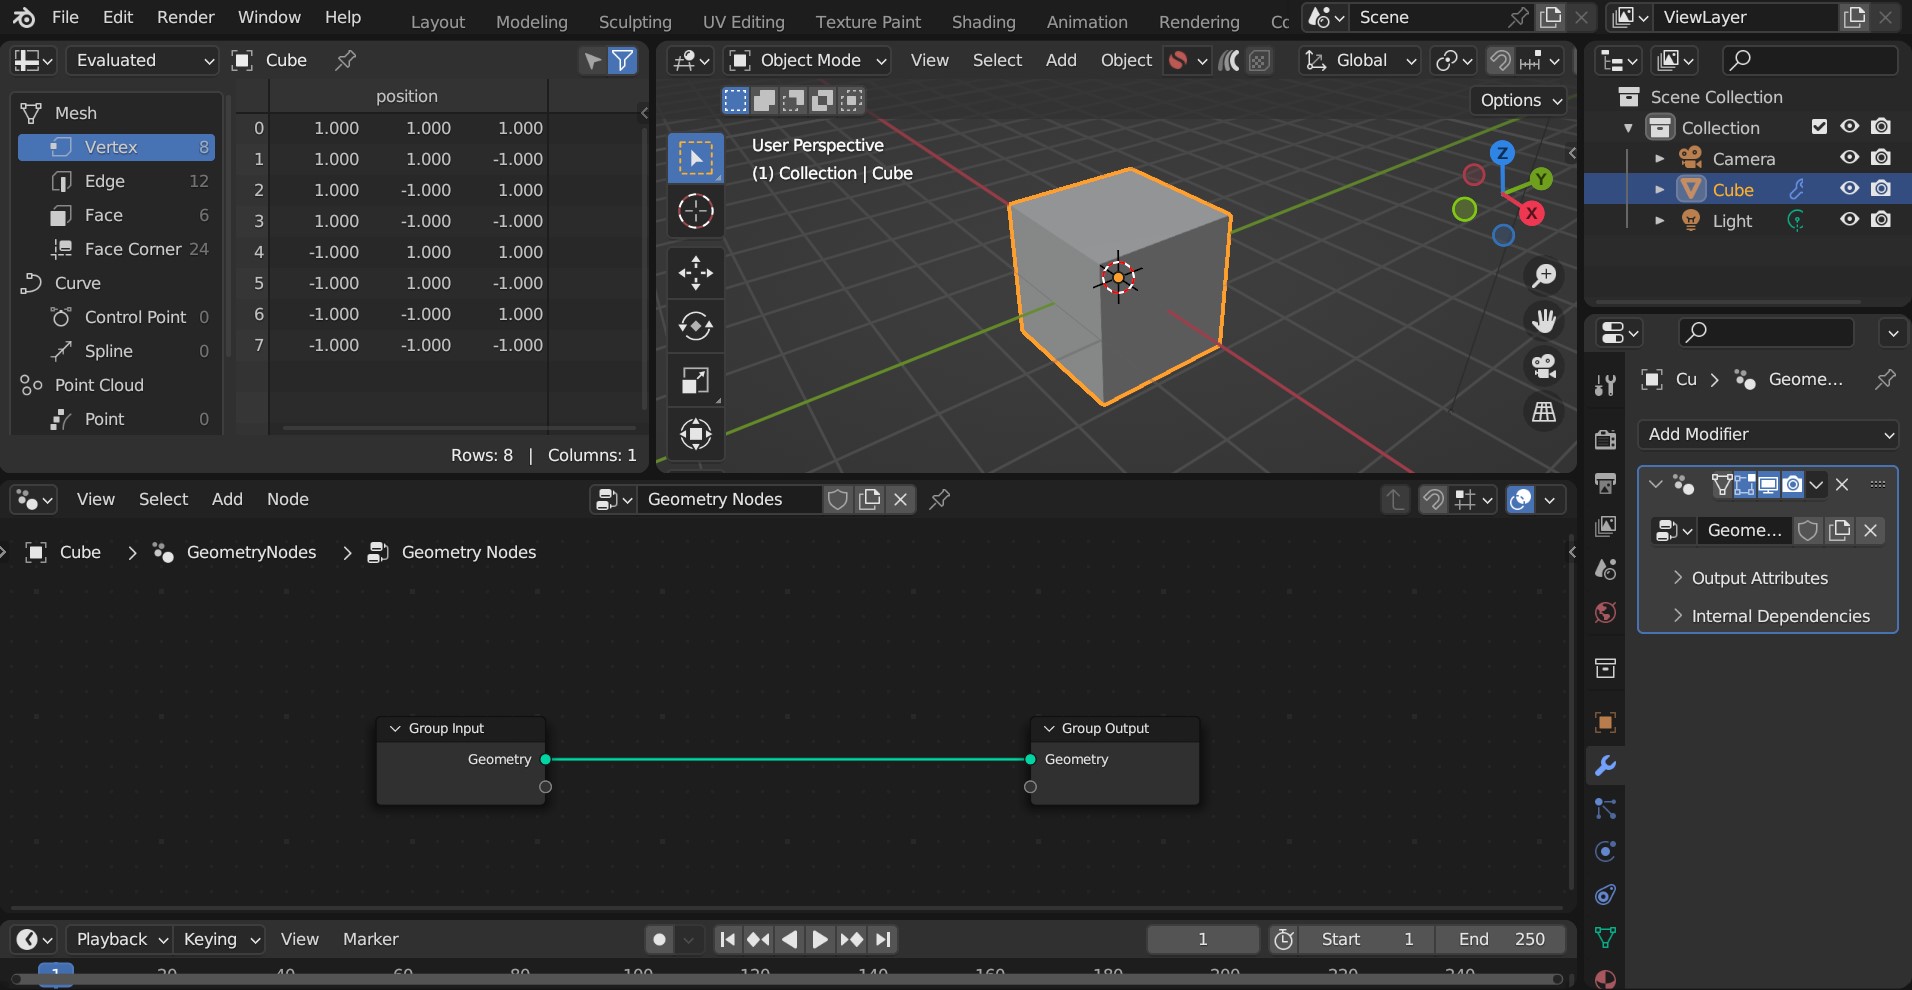 File Edit Render Window Help
Layout Modeling Sculpting UV Editing Texture Paint Shading Animation Rendering Cc
Scene
ViewLayer
Evaluated Cube
position
Mesh
Vertex 8
Edge 12
Face 6
Face Corner 24
Curve
Control Point 0
Spline 0
Point Cloud
Point 0
0 1.000 1.000 1.000
1 1.000 1.000 -1.000
2 1.000 -1.000 1.000
3 1.000 -1.000 -1.000
4 -1.000 1.000 1.000
5 -1.000 1.000 -1.000
6 -1.000 -1.000 1.000
7 -1.000 -1.000 -1.000
Rows: 8 | Columns: 1
Object Mode View Select Add Object Global
Options
User Perspective
(1) Collection | Cube
Z
Y
X
Scene Collection
Collection
Camera
Cube
Light
Cu Geome...
Add Modifier
Geome...
Output Attributes
Internal Dependencies
View Select Add Node Geometry Nodes
Cube GeometryNodes Geometry Nodes
Group Input
Geometry
Group Output
Geometry
Playback Keying View Marker 1 Start 1 End 250
1 20 40 60 80 100 120 140 160 180 200 220 240